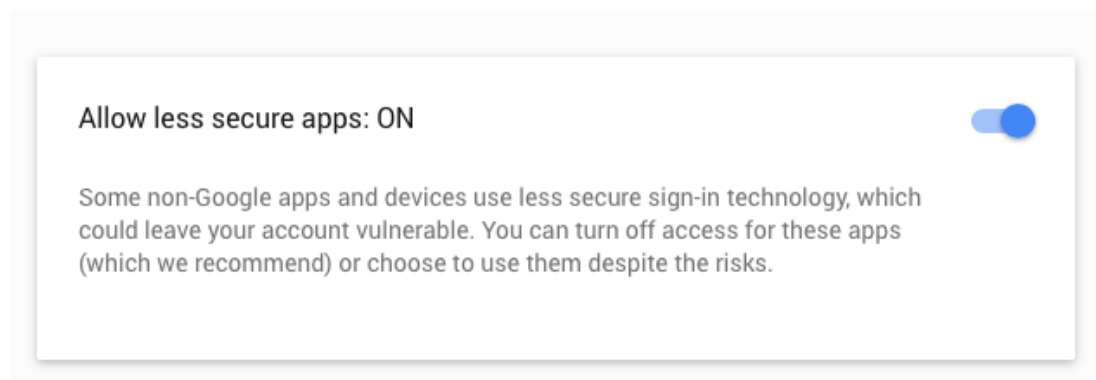 Allow less secure apps: ON
Some non-Google apps and devices use less secure sign-in technology, which
could leave your account vulnerable. You can turn off access for these apps
(which we recommend) or choose to use them despite the risks.